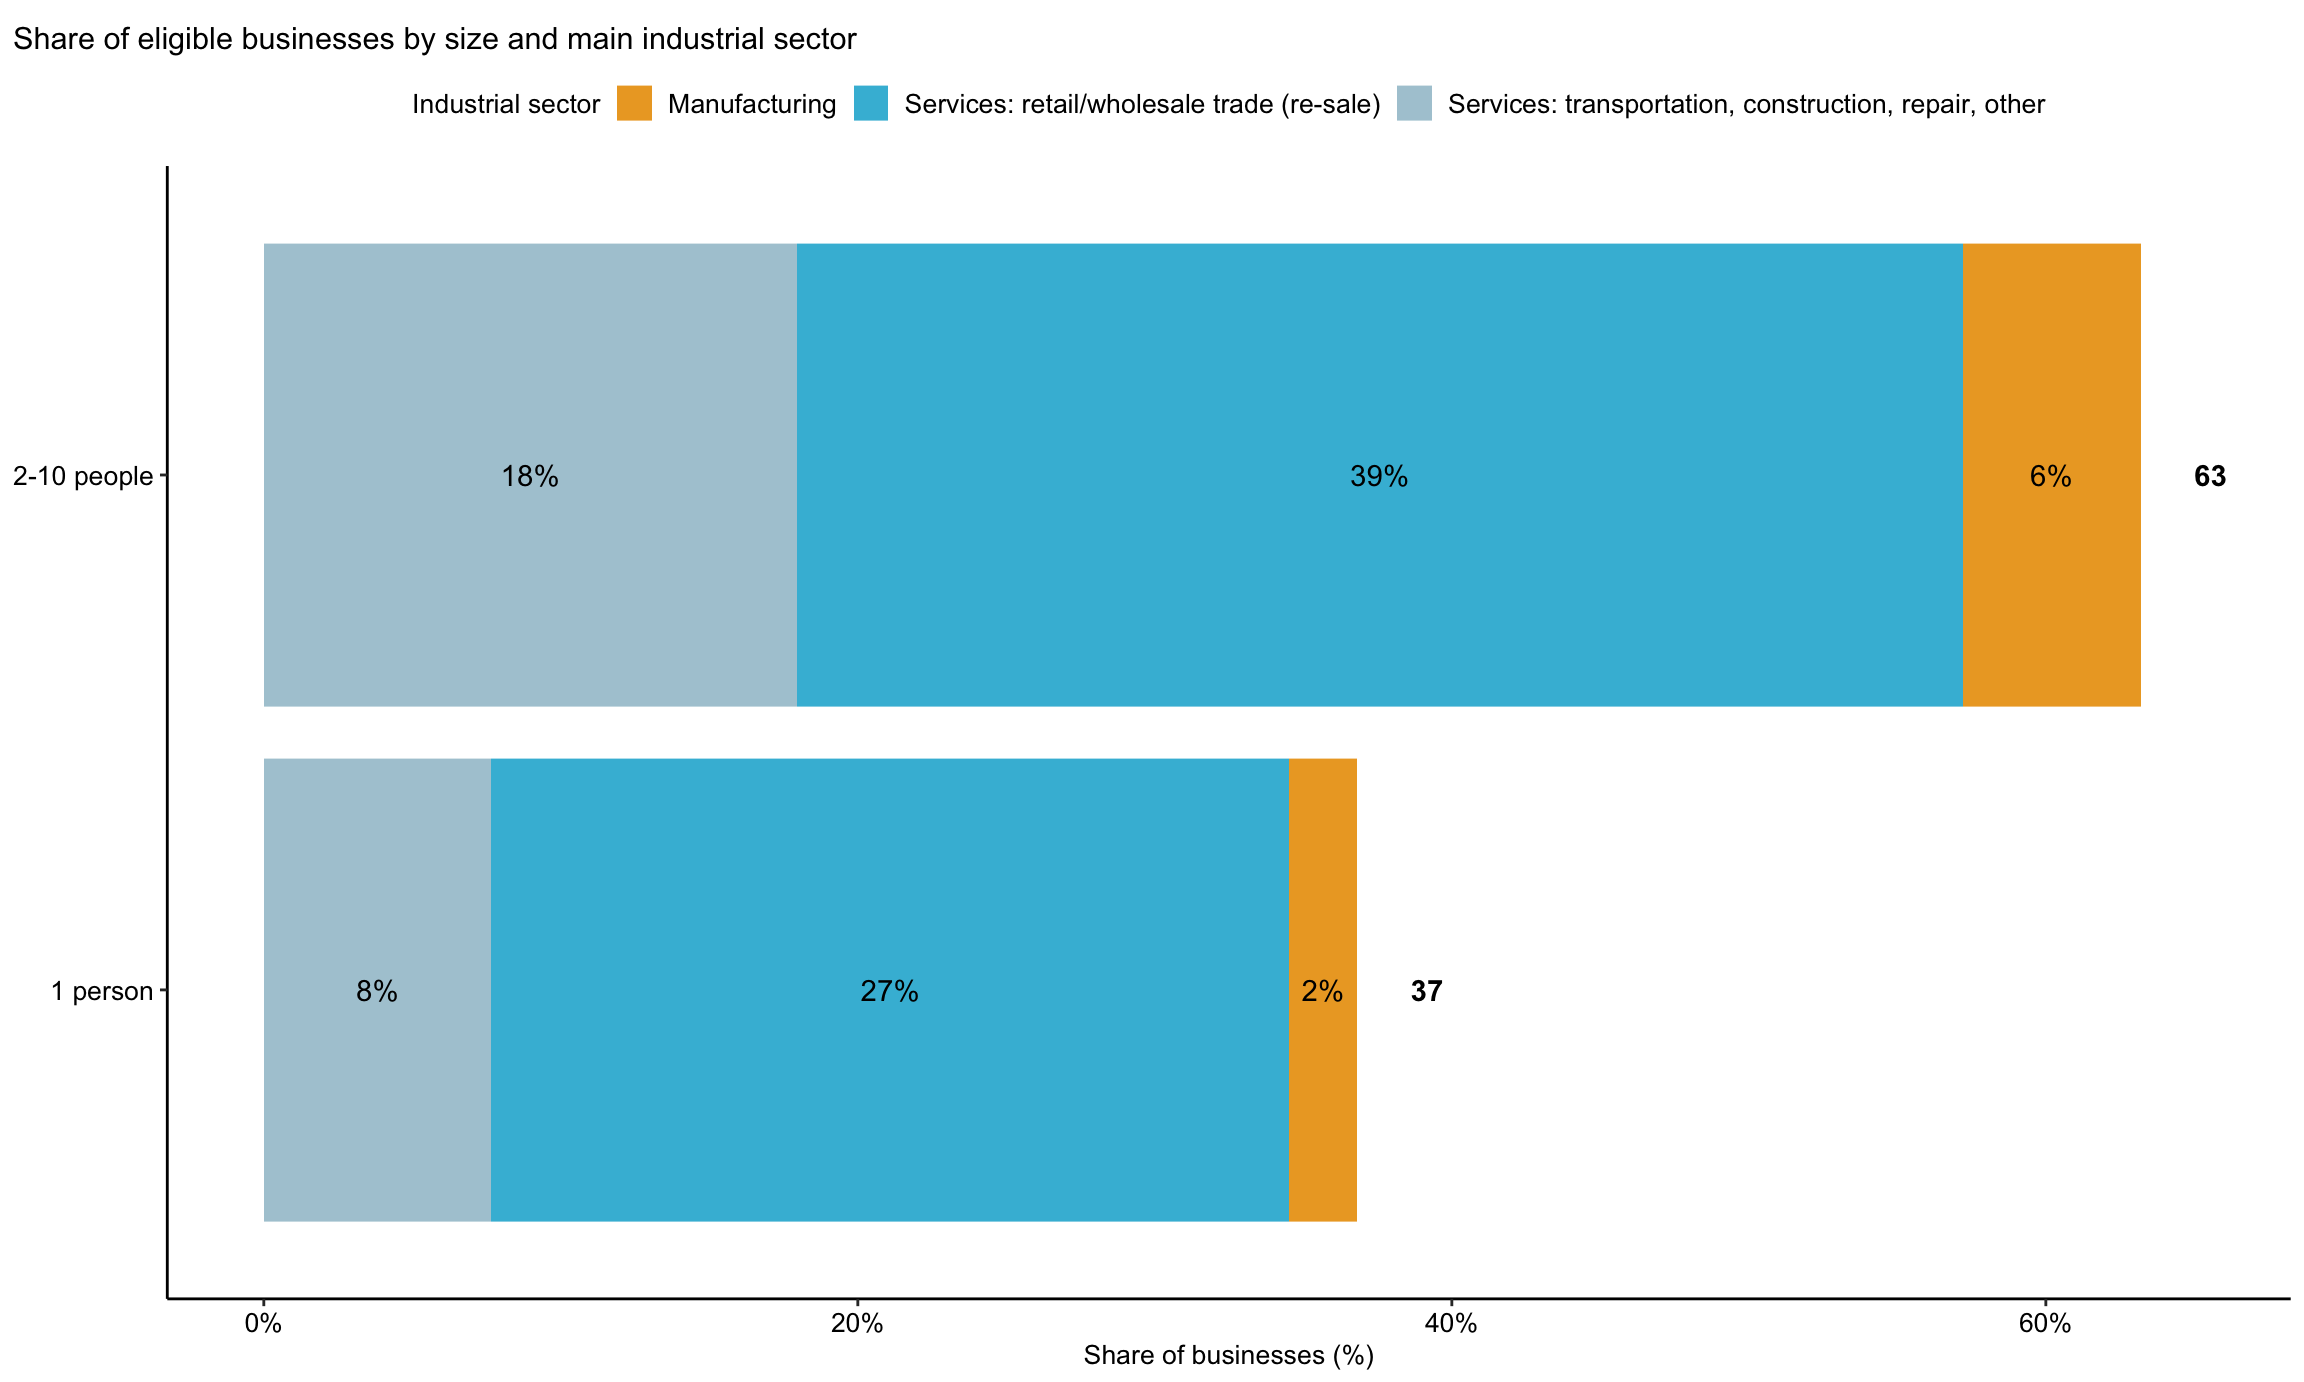 Share of eligible businesses by size and main industrial sector
Industrial sector Manufacturing Services: retail/wholesale trade (re-sale) Services: transportation, construction, repair, other
2-10 people 18% 39% 6% 63
1 person 8% 27% 2% 37
0% 20% 40% 60%
Share of businesses (%)